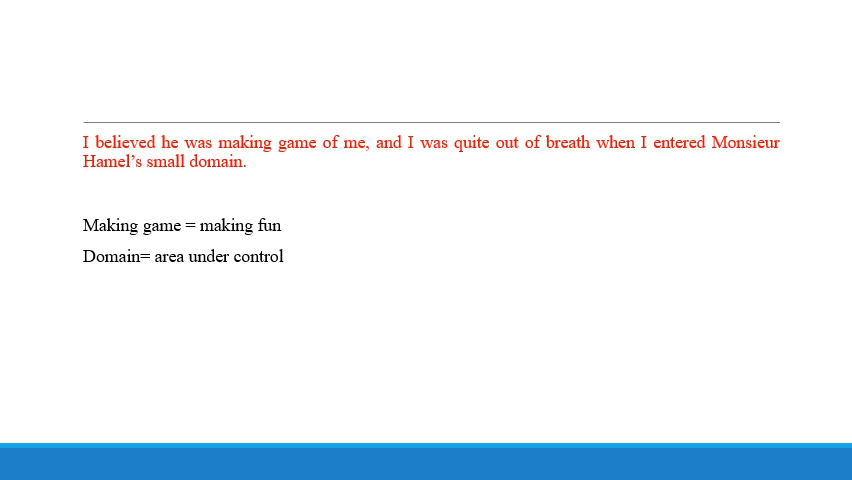 I believed he was making game of me, and I was quite out of breath when I entered Monsieur
Hamel’s small domain.
Making game = making fun
Domain= area under control